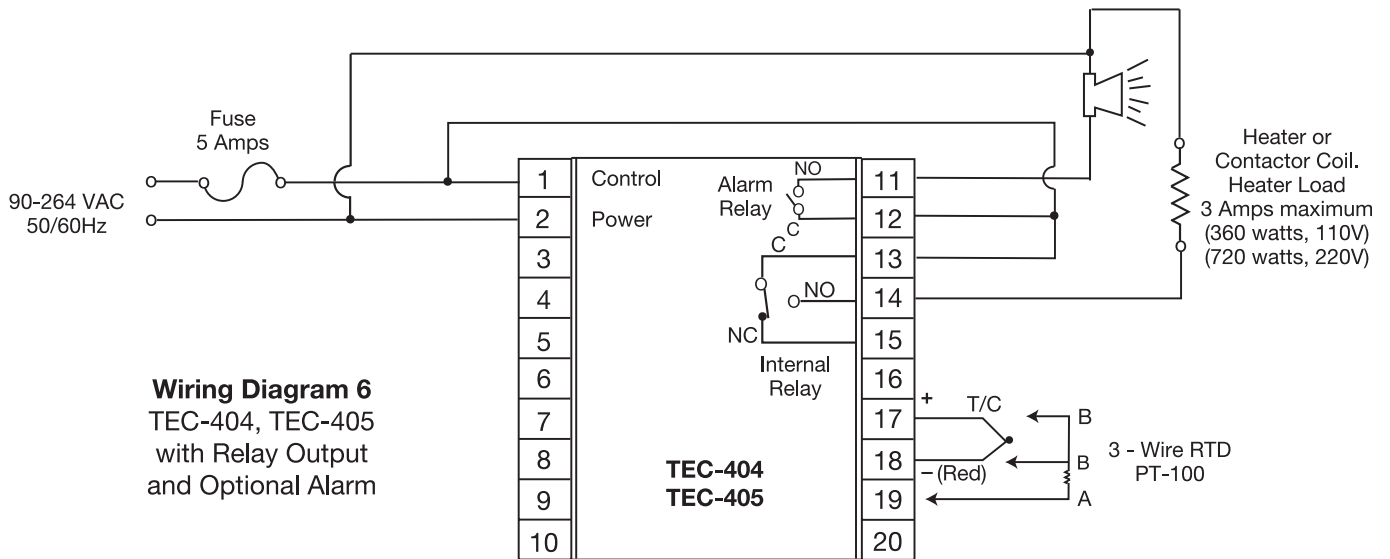 Fuse
5 Amps
90-264 VAC
50/60Hz
Wiring Diagram 6
TEC-404, TEC-405
with Relay Output
and Optional Alarm
1
2
3
4
5
6
7
8
9
10
Control
Power
Alarm
Relay
NO
C
C
NO
NC
Internal
Relay
TEC-404
TEC-405
11
12
13
14
15
16
17
18
19
20
+
T/C
– (Red)
B
B
A
3 - Wire RTD
PT-100
Heater or
Contactor Coil.
Heater Load
3 Amps maximum
(360 watts, 110V)
(720 watts, 220V)